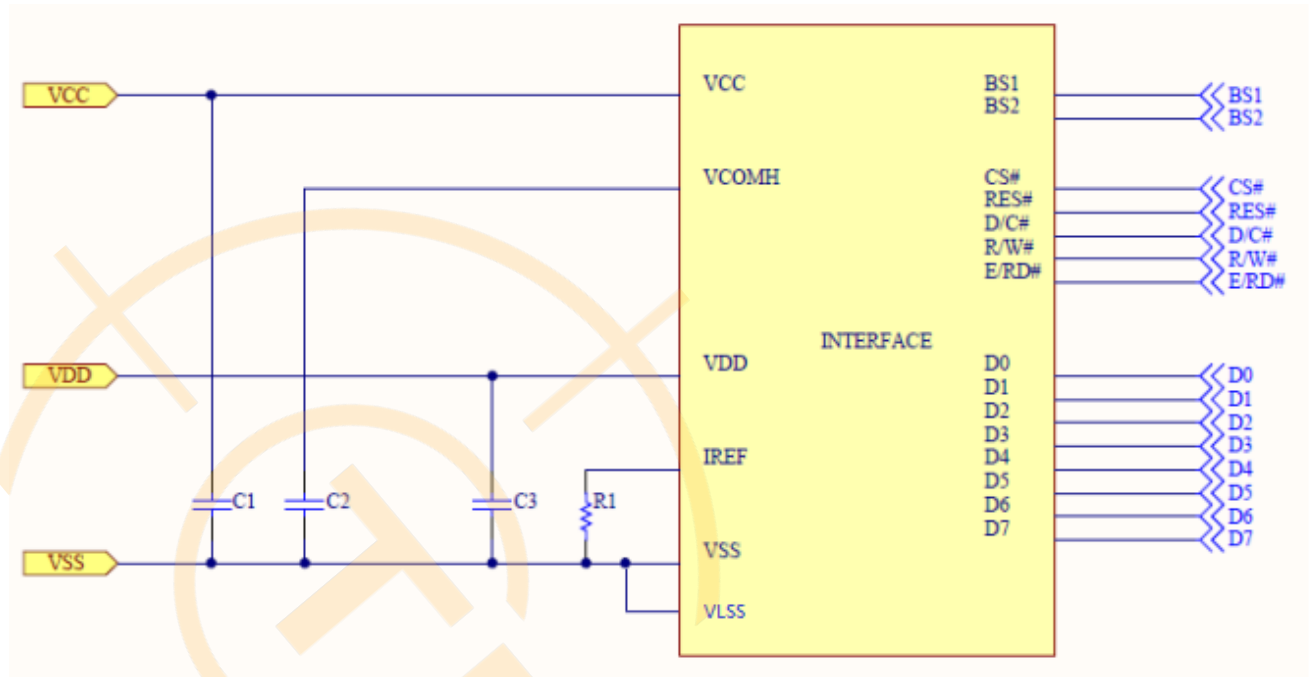 VCC
VCC
BS1
BS2
BS1
BS2
VCOMH
CS#
RES#
D/C#
R/W#
E/RD#
CS#
RES#
D/C#
R/W#
E/RD#
INTERFACE
VDD
VDD
D0
D1
D2
D3
D4
D5
D6
D7
D0
D1
D2
D3
D4
D5
D6
D7
IREF
C1
C2
C3
R1
VSS
VSS
VLSS